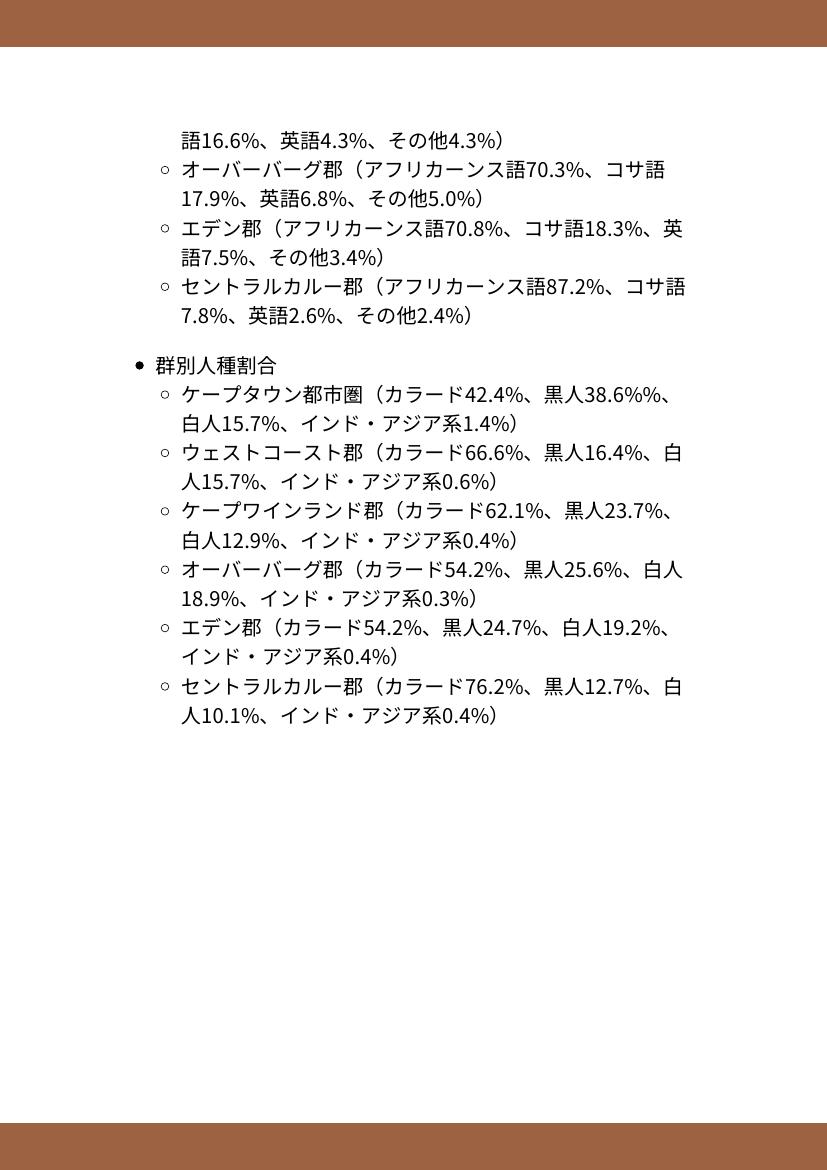 語16.6%、英語4.3%、その他4.3%）
○ オーバーバーグ郡（アフリカーンス語70.3%、コサ語
17.9%、英語6.8%、その他5.0%）
○ エデン郡（アフリカーンス語70.8%、コサ語18.3%、英
語7.5%、その他3.4%）
○ セントラルカルー郡（アフリカーンス語87.2%、コサ語
7.8%、英語2.6%、その他2.4%）
● 群別人種割合
○ ケープタウン都市圏（カラード42.4%、黒人38.6%%、
白人15.7%、インド・アジア系1.4%）
○ ウェストコースト郡（カラード66.6%、黒人16.4%、白
人15.7%、インド・アジア系0.6%）
○ ケープワインランド郡（カラード62.1%、黒人23.7%、
白人12.9%、インド・アジア系0.4%）
○ オーバーバーグ郡（カラード54.2%、黒人25.6%、白人
18.9%、インド・アジア系0.3%）
○ エデン郡（カラード54.2%、黒人24.7%、白人19.2%、
インド・アジア系0.4%）
○ セントラルカルー郡（カラード76.2%、黒人12.7%、白
人10.1%、インド・アジア系0.4%）